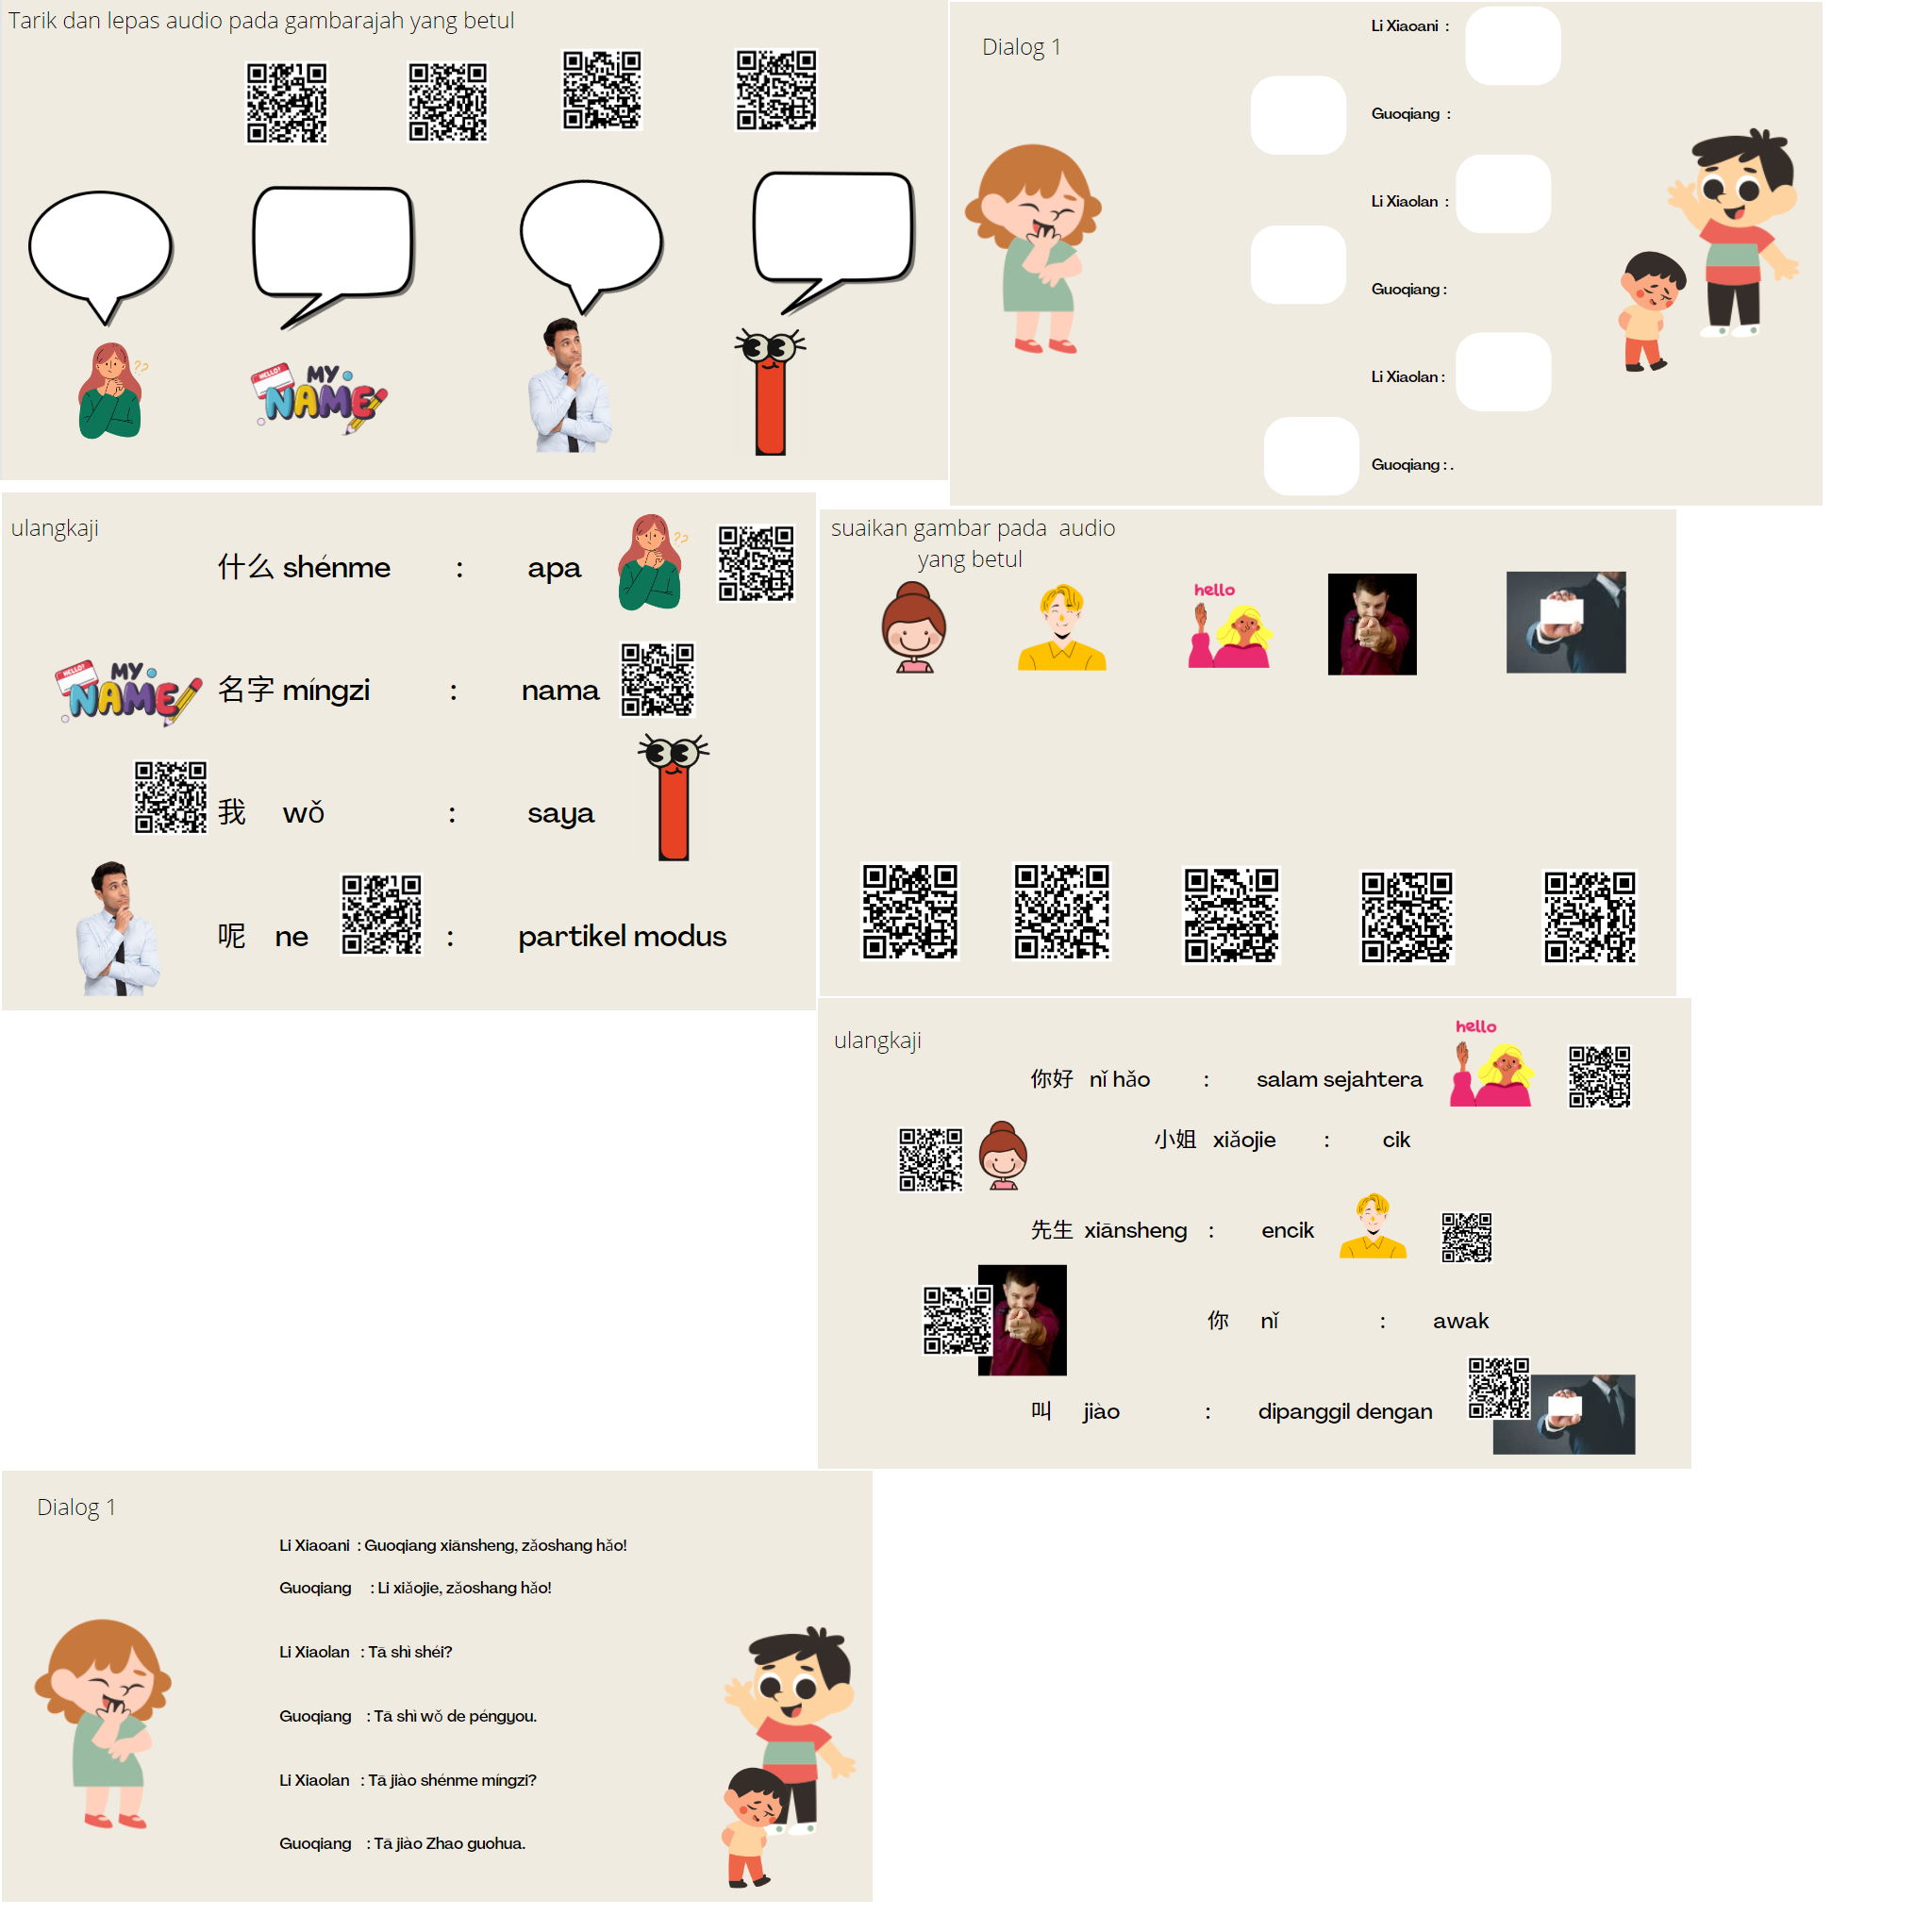 Tarik dan lepas audio pada gambarajah yang betul
??
HELLO!
MY
NAME
Dialog 1
Li Xiaoani :
Guoqiang :
Li Xiaolan :
Guoqiang :
Li Xiaolan :
Guoqiang : .
ulangkaji
什么 shénme : apa
??
HELLO!
MY
NAME
名字 míngzi : nama
我 wǒ : saya
呢 ne : partikel modus
suaikan gambar pada audio
yang betul
hello
ulangkaji
hello
你好 nǐ hǎo : salam sejahtera
小姐 xiǎojie : cik
先生 xiānsheng : encik
你 nǐ : awak
叫 jiào : dipanggil dengan
Dialog 1
Li Xiaoani : Guoqiang xiānsheng, zǎoshang hǎo!
Guoqiang : Li xiǎojie, zǎoshang hǎo!
Li Xiaolan : Tā shì shéi?
Guoqiang : Tā shì wǒ de péngyou.
Li Xiaolan : Tā jiào shénme míngzi?
Guoqiang : Tā jiào Zhao guohua.